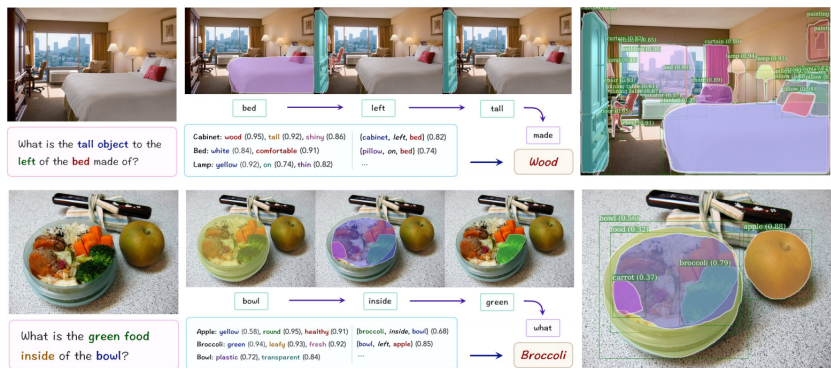 bed
left
tall
made
What is the tall object to the
left of the bed made of?
Cabinet: wood (0.95), tall (0.92), shiny (0.86)
Bed: white (0.84), comfortable (0.91)
Lamp: yellow (0.92), on (0.74), thin (0.82)
(cabinet, left, bed) (0.82)
(pillow, on, bed) (0.74)
...
Wood
bowl
inside
green
what
What is the green food
inside of the bowl?
Apple: yellow (0.58), round (0.95), healthy (0.91)
Broccoli: green (0.94), leafy (0.93), fresh (0.92)
Bowl: plastic (0.72), transparent (0.84)
(broccoli, inside, bowl) (0.68)
(bowl, left, apple) (0.85)
...
Broccoli
painting
bowl (0.56)
food (0.32)
apple (0.88)
broccoli (0.79)
carrot (0.37)